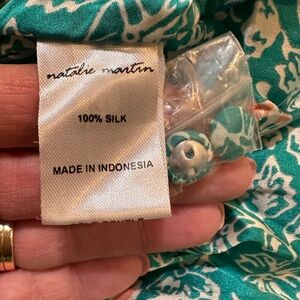 natalie martin
100% SILK
MADE IN INDONESIA